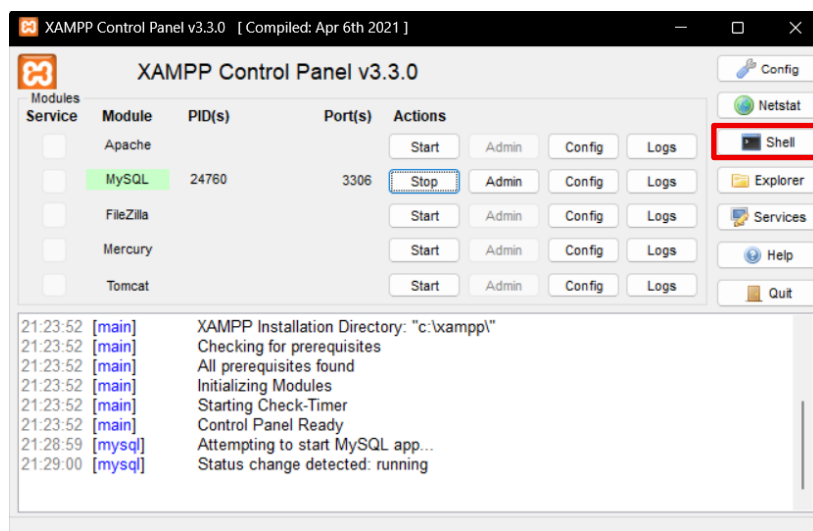 XAMPP Control Panel v3.3.0 [ Compiled: Apr 6th 2021 ]
XAMPP Control Panel v3.3.0
Config
Modules
Netstat
Service Module PID(s) Port(s) Actions
Apache Start Admin Config Logs
Shell
MySQL 24760 3306 Stop Admin Config Logs
Explorer
FileZilla Start Admin Config Logs
Services
Mercury Start Admin Config Logs
Help
Tomcat Start Admin Config Logs
Quit
21:23:52 [main] XAMPP Installation Directory: "c:\xampp\"
21:23:52 [main] Checking for prerequisites
21:23:52 [main] All prerequisites found
21:23:52 [main] Initializing Modules
21:23:52 [main] Starting Check-Timer
21:23:52 [main] Control Panel Ready
21:28:59 [mysql] Attempting to start MySQL app...
21:29:00 [mysql] Status change detected: running